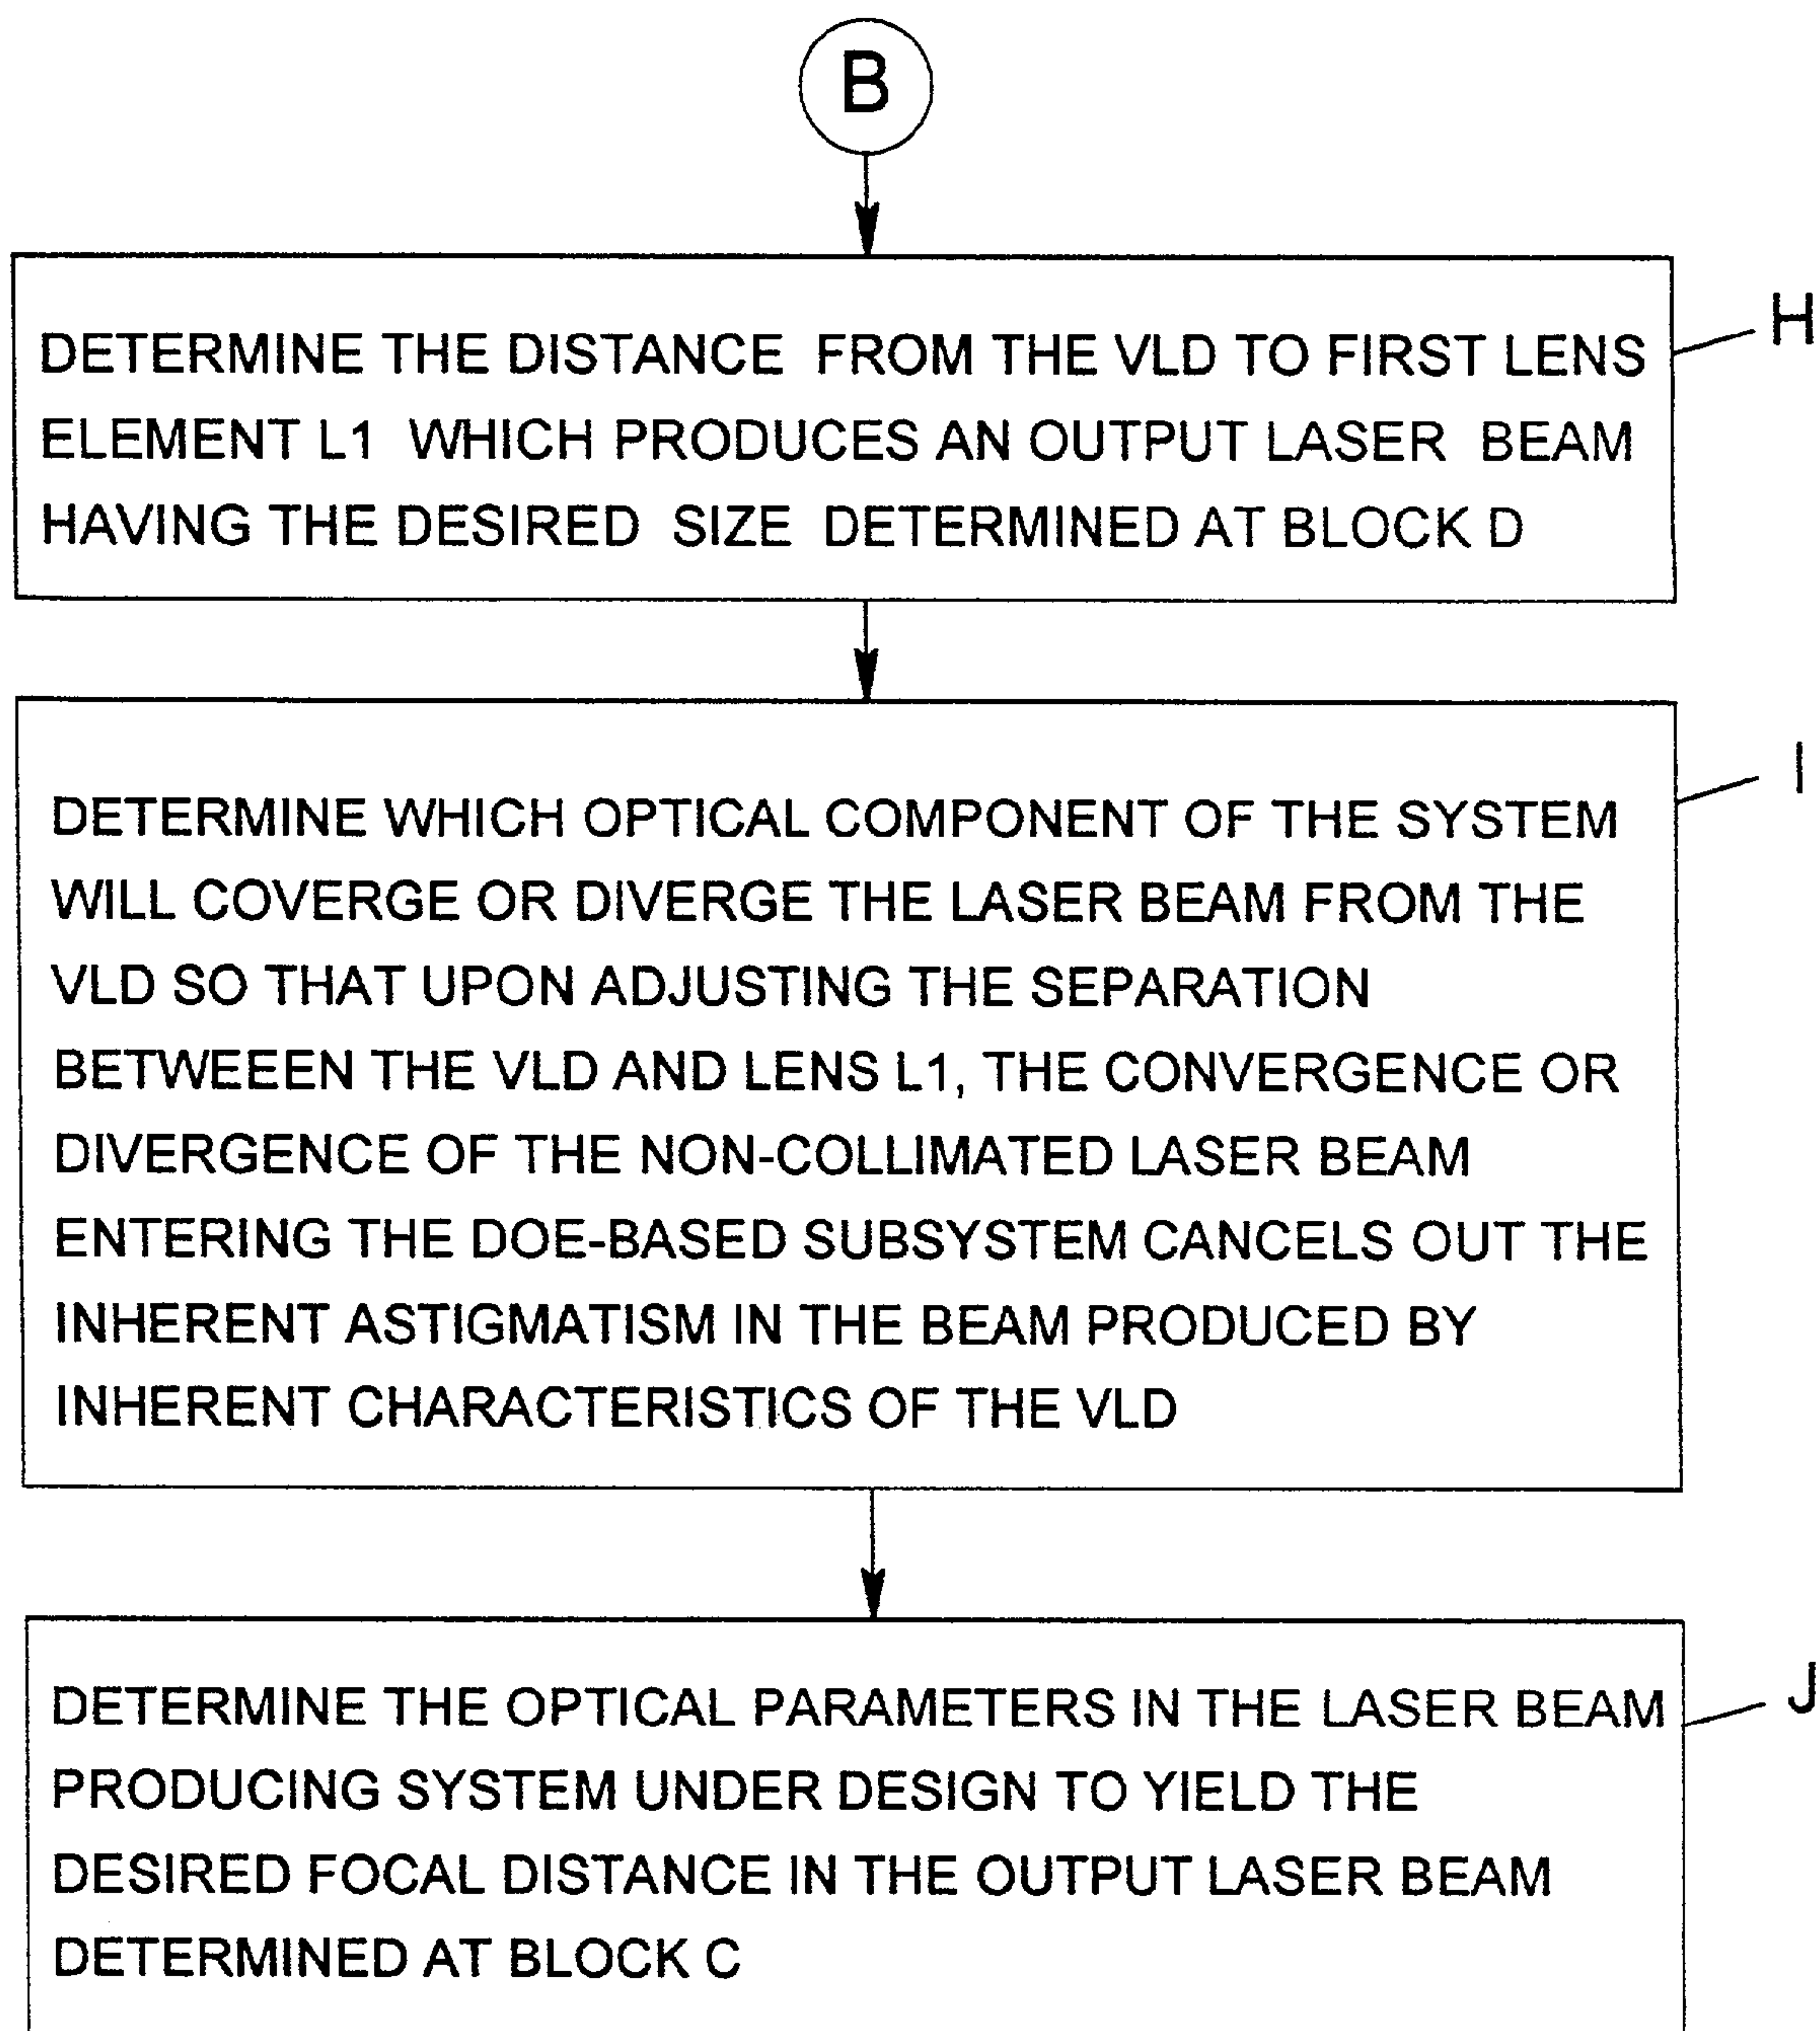 B
DETERMINE THE DISTANCE FROM THE VLD TO FIRST LENS
ELEMENT L1 WHICH PRODUCES AN OUTPUT LASER BEAM
HAVING THE DESIRED SIZE DETERMINED AT BLOCK D
H
DETERMINE WHICH OPTICAL COMPONENT OF THE SYSTEM
WILL COVERGE OR DIVERGE THE LASER BEAM FROM THE
VLD SO THAT UPON ADJUSTING THE SEPARATION
BETWEEEN THE VLD AND LENS L1, THE CONVERGENCE OR
DIVERGENCE OF THE NON-COLLIMATED LASER BEAM
ENTERING THE DOE-BASED SUBSYSTEM CANCELS OUT THE
INHERENT ASTIGMATISM IN THE BEAM PRODUCED BY
INHERENT CHARACTERISTICS OF THE VLD
I
DETERMINE THE OPTICAL PARAMETERS IN THE LASER BEAM
PRODUCING SYSTEM UNDER DESIGN TO YIELD THE
DESIRED FOCAL DISTANCE IN THE OUTPUT LASER BEAM
DETERMINED AT BLOCK C
J